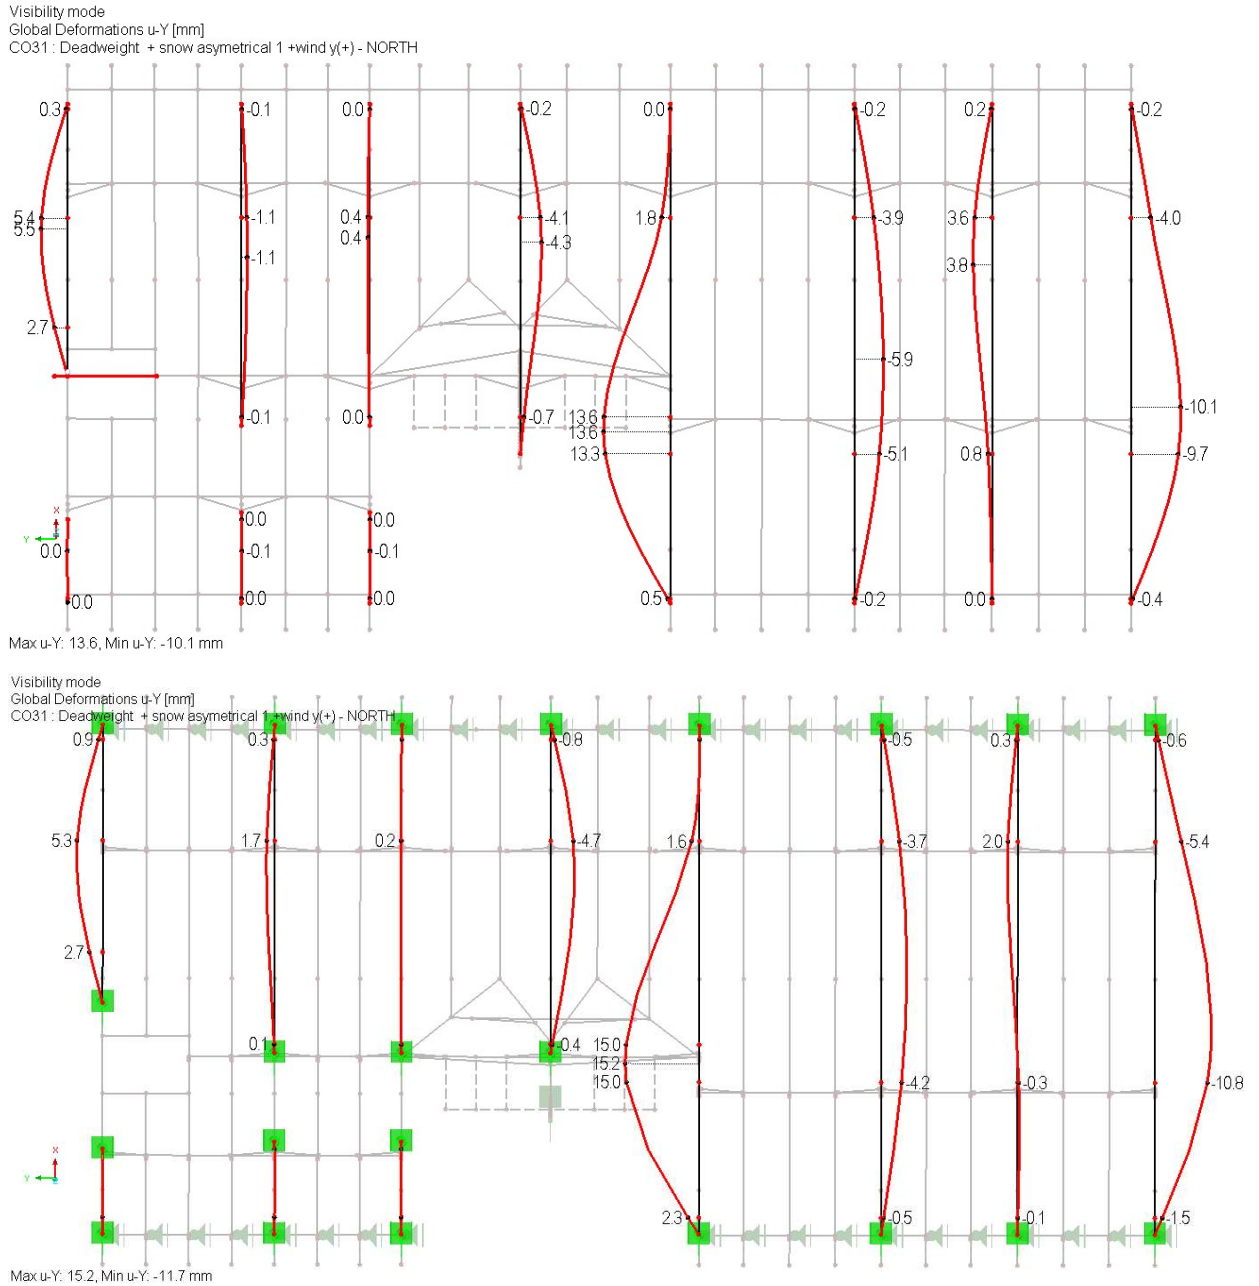 Visibility mode
Global Deformations u-Y [mm]
CO31 : Deadweight + snow asymetrical 1 +wind y(+) - NORTH
0.3 -0.1 0.0 -0.2 0.0 -0.2 0.2 -0.2
5.4 -1.1 0.4 -4.1 1.8 -3.9 3.6 -4.0
5.5 -1.1 0.4 -4.3 3.8
2.7 -5.9
-0.1 0.0 -0.7 13.6 -10.1
13.6
13.3 -5.1 0.8 -9.7
X
0.0 0.0
Y
0.0 -0.1 -0.1
0.0 0.0 0.0 0.5 -0.2 0.0 -0.4
Max u-Y: 13.6, Min u-Y: -10.1 mm
Visibility mode
Global Deformations u-Y [mm]
CO31 : Deadweight + snow asymetrical 1 +wind y(+) - NORTH
0.9 0.3 -0.8 -0.5 0.3 -0.6
5.3 1.7 0.2 -4.7 1.6 -3.7 2.0 -5.4
2.7
0.1 -0.4 15.0
15.2
15.0 -4.2 -0.3 -10.8
X
Y
2.3 -0.5 -0.1 -1.5
Max u-Y: 15.2, Min u-Y: -11.7 mm